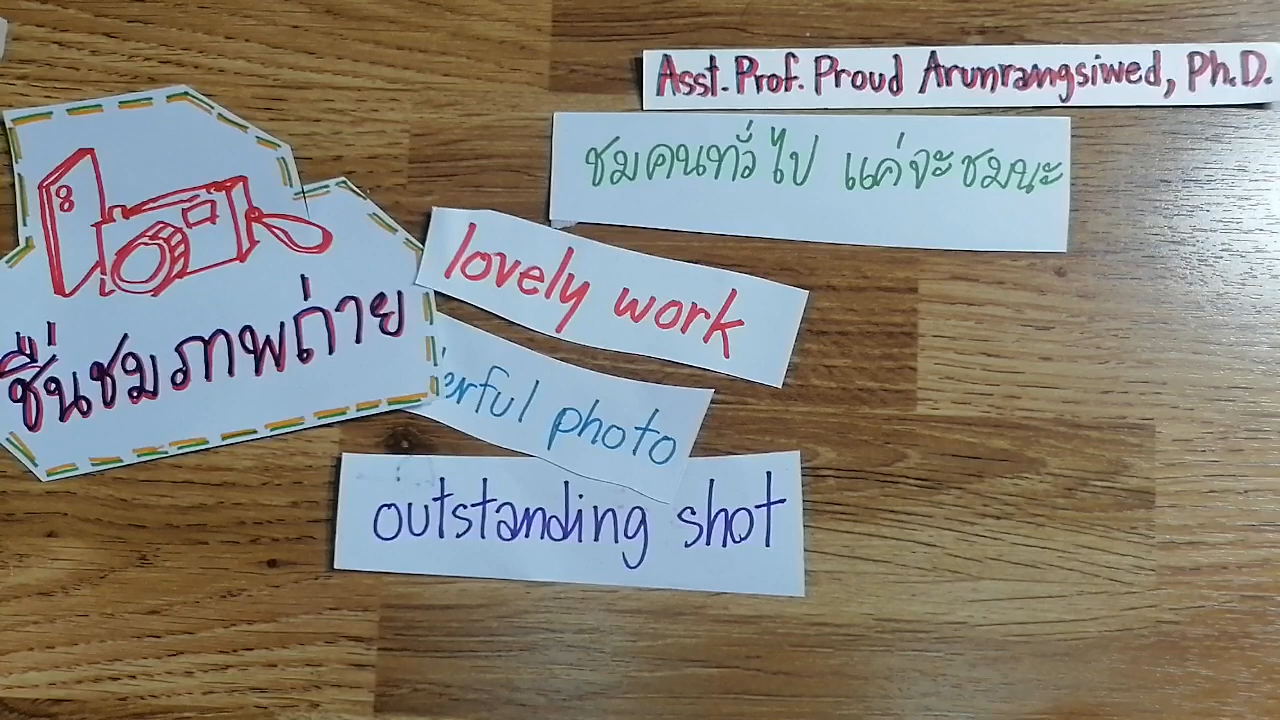 Asst. Prof. Proud Arunrangsiwed, Ph.D.
ชมคนทั่วไป แค่จะชมนะ
ชื่นชมภาพถ่าย
lovely work
erful photo
outstanding shot